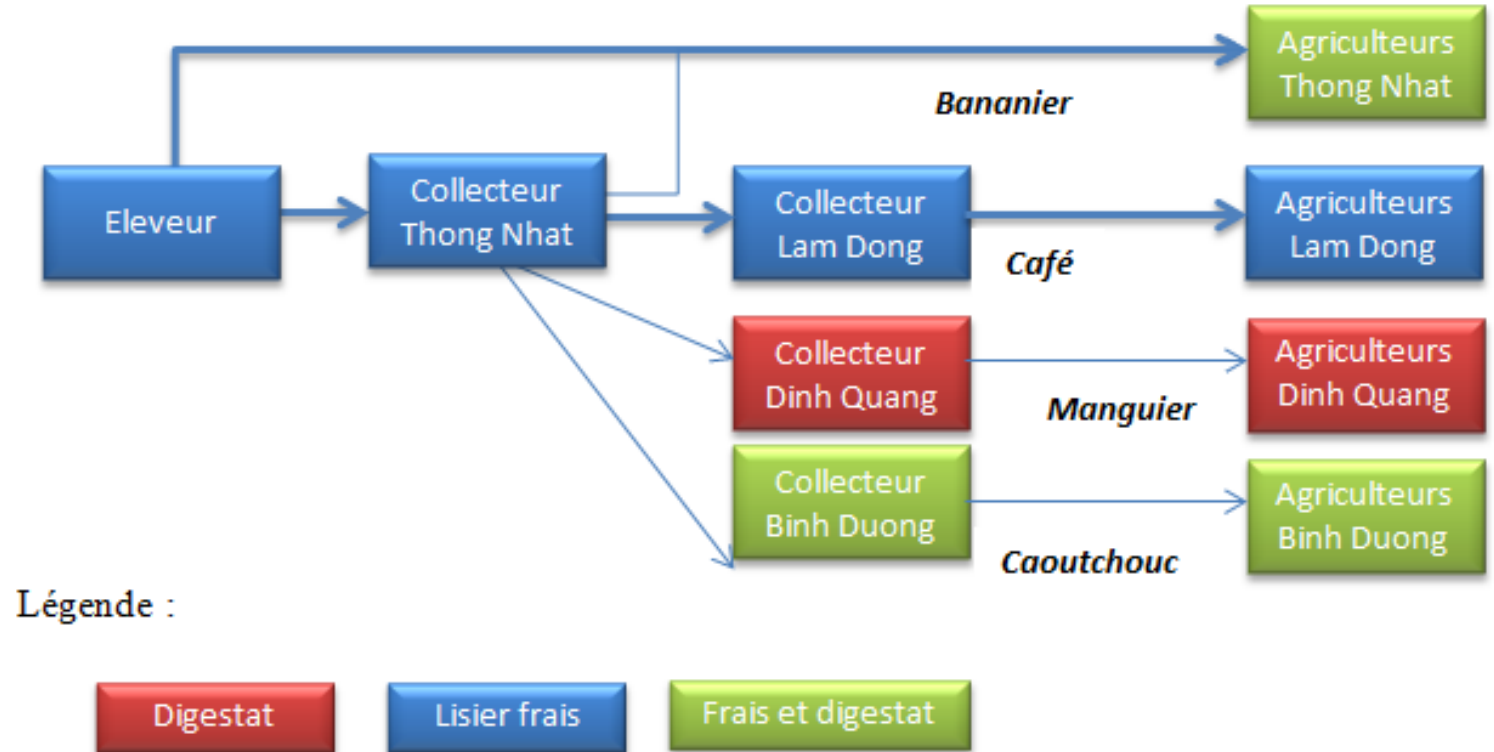 Agriculteurs
Thong Nhat
Bananier
Eleveur
Collecteur
Thong Nhat
Collecteur
Lam Dong
Café
Agriculteurs
Lam Dong
Collecteur
Dinh Quang
Manguier
Agriculteurs
Dinh Quang
Collecteur
Binh Duong
Caoutchouc
Agriculteurs
Binh Duong
Légende :
Digestat
Lisier frais
Frais et digestat